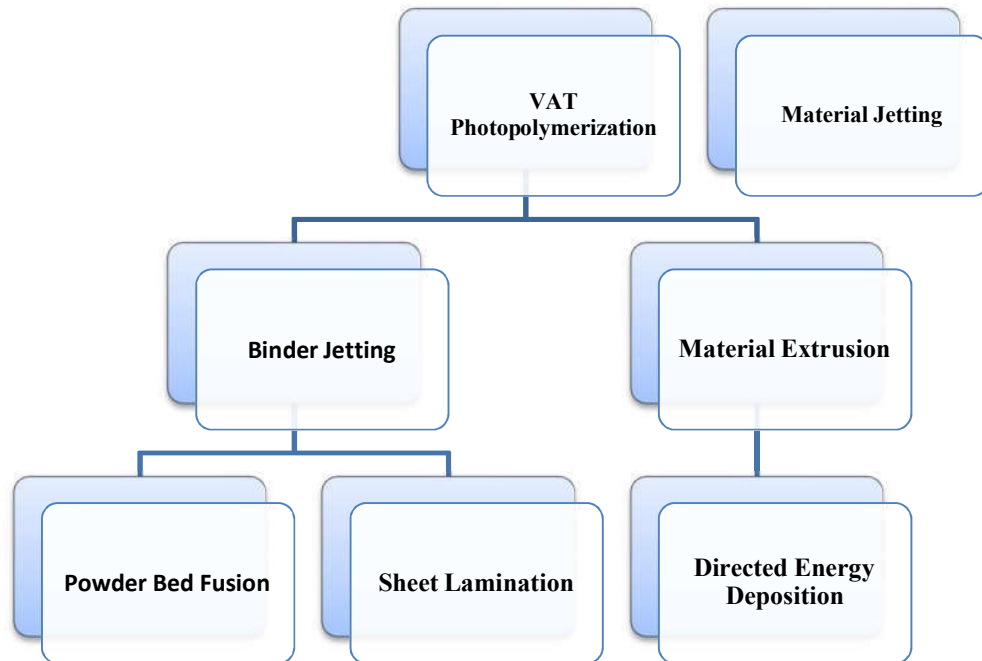 VAT
Photopolymerization
Material Jetting
Binder Jetting
Material Extrusion
Powder Bed Fusion
Sheet Lamination
Directed Energy
Deposition